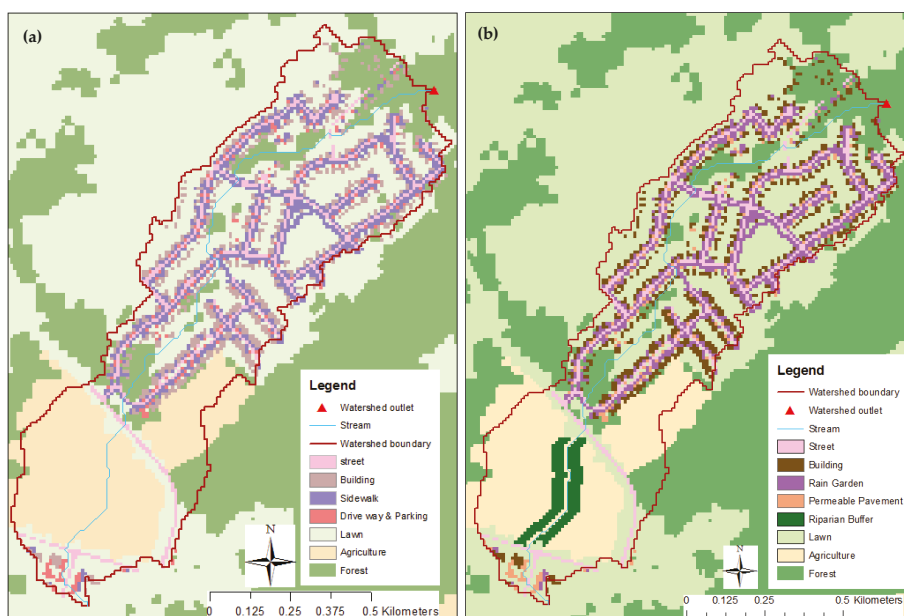 (a)
Legend
Watershed outlet
Stream
Watershed boundary
street
Building
Sidewalk
Drive way & Parking
Lawn
Agriculture
Forest
N
0 0.125 0.25 0.375 0.5 Kilometers
(b)
Legend
Watershed boundary
Watershed outlet
Stream
Street
Building
Rain Garden
Permeable Pavement
Riparian Buffer
Lawn
Agriculture
Forest
N
0 0.125 0.25 0.5 Kilometers